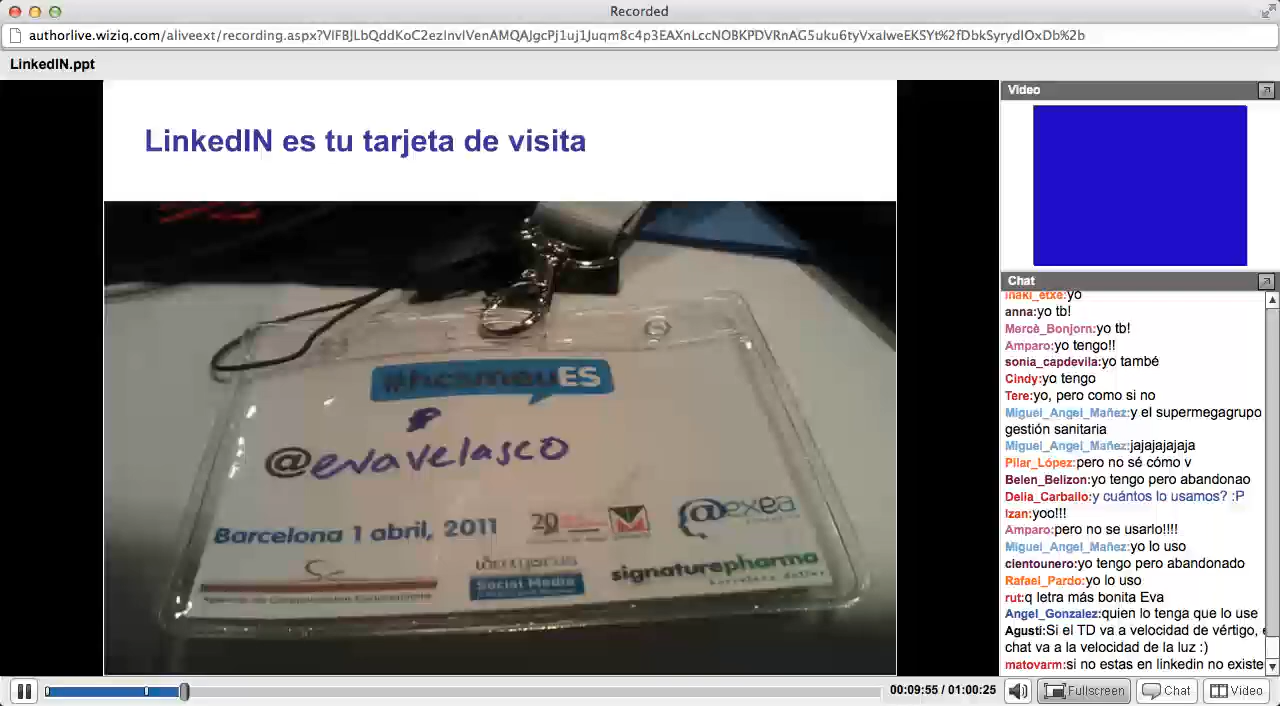 Recorded
authorlive.wiziq.com/aliveext/recording.aspx?VlFBJLbQddKoC2ezInvlVenAMQAJgcPj1uj1Juqm8c4p3EAXnLccNOBKPDVRnAG5uku6tyVxaIweEKSYt%2fDbkSyrydIOxDb%2b
LinkedIN.ppt
LinkedIN es tu tarjeta de visita
#hcsmeuES
@evavelasco
Barcelona 1 abril, 2011
20
@exea
Social Media
signaturepharma
Video
Chat
iñaki_etxe:yo
anna:yo tb!
Mercè_Bonjorn:yo tb!
Amparo:yo tengo!!
sonia_capdevila:yo també
Cindy:yo tengo
Tere:yo, pero como si no
Miguel_Angel_Mañez:y el supermegagrupo
gestión sanitaria
Miguel_Angel_Mañez:jajajajajaja
Pilar_López:pero no sé cómo v
Belen_Belizon:yo tengo pero abandonao
Delia_Carballo:y cuántos lo usamos? :P
Izan:yoo!!!
Amparo:pero no se usarlo!!!!
Miguel_Angel_Mañez:yo lo uso
cientounero:yo tengo pero abandonado
Rafael_Pardo:yo lo uso
rut:q letra más bonita Eva
Angel_Gonzalez:quien lo tenga que lo use
Agustí:Si el TD va a velocidad de vértigo, e
chat va a la velocidad de la luz :)
matovarm:si no estas en linkedin no existe
00:09:55 / 01:00:25
Fullscreen
Chat
Video